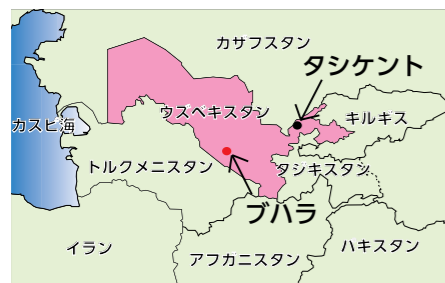 カザフスタン
タシケント
ウズベキスタン
キルギス
カスピ海
トルクメニスタン
タジキスタン
ブハラ
イラン
アフガニスタン
パキスタン